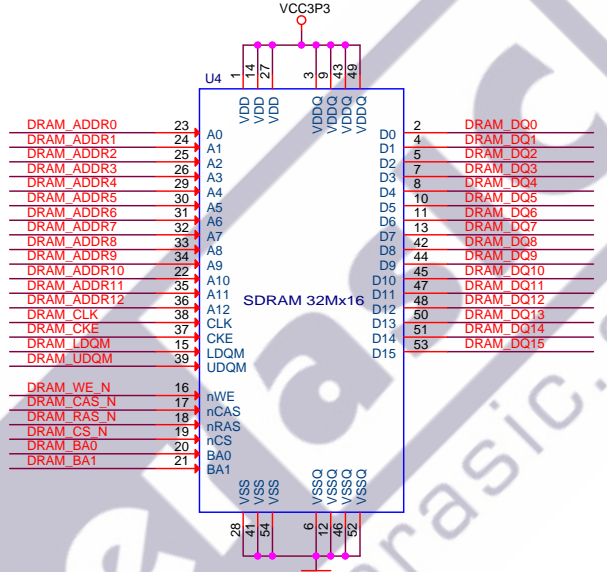 VCC3P3
U4
1 14 27 3 9 43 49
VDD VDD VDD VDDQ VDDQ VDDQ VDDQ
DRAM_ADDR0 23 A0 D0 2 DRAM_DQ0
DRAM_ADDR1 24 A1 D1 4 DRAM_DQ1
DRAM_ADDR2 25 A2 D2 5 DRAM_DQ2
DRAM_ADDR3 26 A3 D3 7 DRAM_DQ3
DRAM_ADDR4 29 A4 D4 8 DRAM_DQ4
DRAM_ADDR5 30 A5 D5 10 DRAM_DQ5
DRAM_ADDR6 31 A6 D6 11 DRAM_DQ6
DRAM_ADDR7 32 A7 D7 13 DRAM_DQ7
DRAM_ADDR8 33 A8 D8 42 DRAM_DQ8
DRAM_ADDR9 34 A9 D9 44 DRAM_DQ9
DRAM_ADDR10 22 A10 D10 45 DRAM_DQ10
DRAM_ADDR11 35 A11 D11 47 DRAM_DQ11
DRAM_ADDR12 36 A12 D12 48 DRAM_DQ12
SDRAM 32Mx16
DRAM_CLK 38 CLK D13 50 DRAM_DQ13
DRAM_CKE 37 CKE D14 51 DRAM_DQ14
DRAM_LDQM 15 LDQM D15 53 DRAM_DQ15
DRAM_UDQM 39 UDQM
DRAM_WE_N 16 nWE
DRAM_CAS_N 17 nCAS
DRAM_RAS_N 18 nRAS
DRAM_CS_N 19 nCS
DRAM_BA0 20 BA0
DRAM_BA1 21 BA1
VSS VSS VSS VSSQ VSSQ VSSQ VSSQ
28 41 54 6 12 46 52